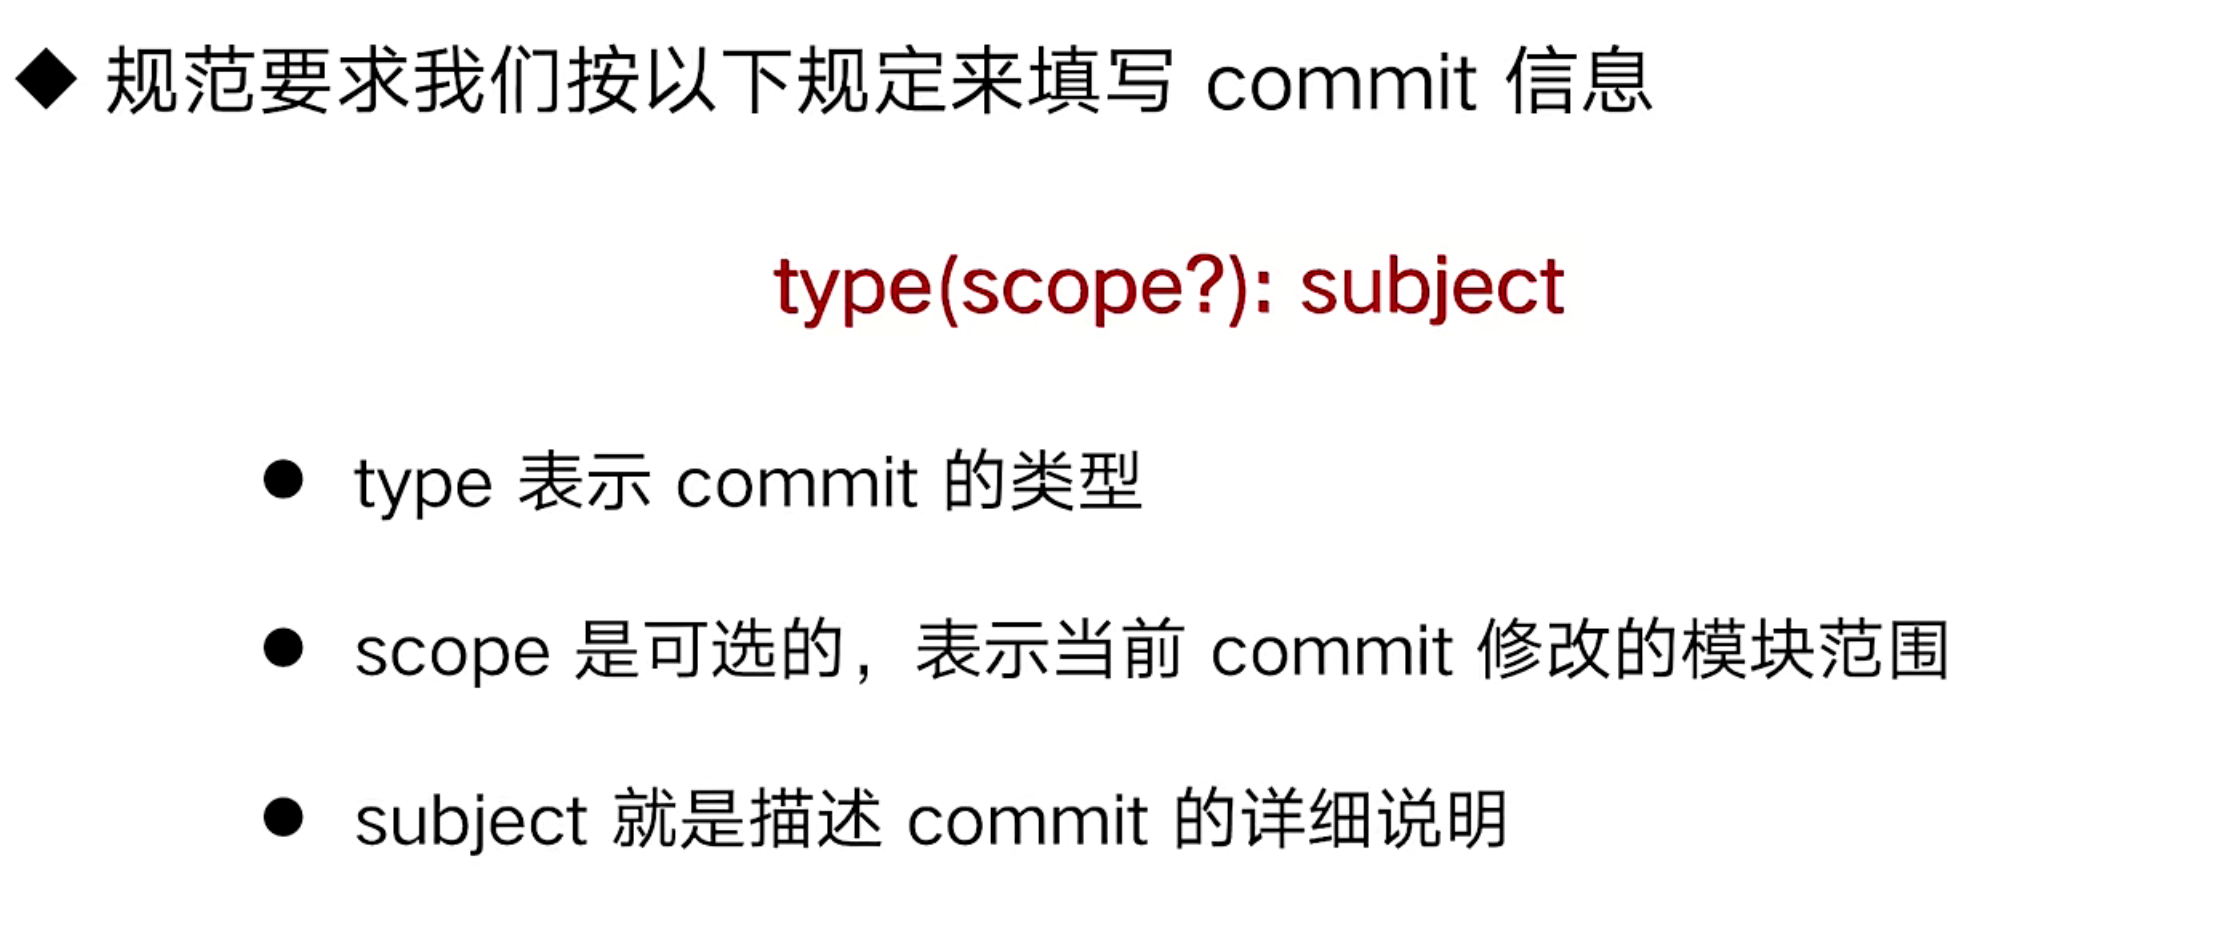 ◆ 规范要求我们按以下规定来填写 commit 信息
type(scope?): subject
● type 表示 commit 的类型
● scope 是可选的，表示当前 commit 修改的模块范围
● subject 就是描述 commit 的详细说明